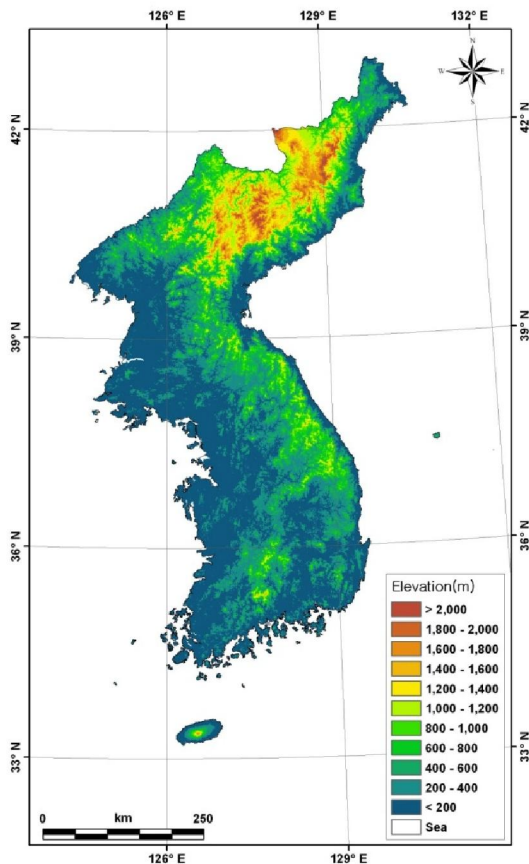 126° E
129° E
132° E
N
W
E
S
42° N
42° N
39° N
39° N
36° N
36° N
33° N
33° N
Elevation(m)
> 2,000
1,800 - 2,000
1,600 - 1,800
1,400 - 1,600
1,200 - 1,400
1,000 - 1,200
800 - 1,000
600 - 800
400 - 600
200 - 400
< 200
Sea
0 km 250
126° E
129° E